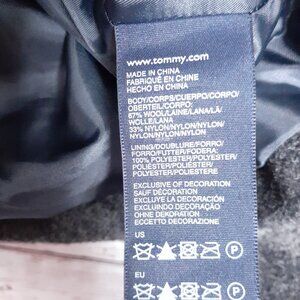 www.tommy.com
MADE IN CHINA
FABRIQUÉ EN CHINE
HECHO EN CHINA
BODY/CORPS/CUERPO/CORPO/
OBERTEIL/CORPO:
67% WOOL/LAINE/LANA/LÃ/
WOLLE/LANA
33% NYLON/NYLON/NYLON/
NYLON/NYLON/NYLON
LINING/DOUBLURE/FORRO/
FORRO/FUTTER/FODERA:
100% POLYESTER/POLYESTER/
POLIÉSTER/POLIÉSTER/
POLYESTER/POLIESTERE
EXCLUSIVE OF DECORATION
SAUF DÉCORATION
EXCLUYE LA DECORACIÓN
EXCLUINDO DECORAÇÃO
OHNE DEKORATION
ECCETTO DECORAZIONE
US
P
EU
P